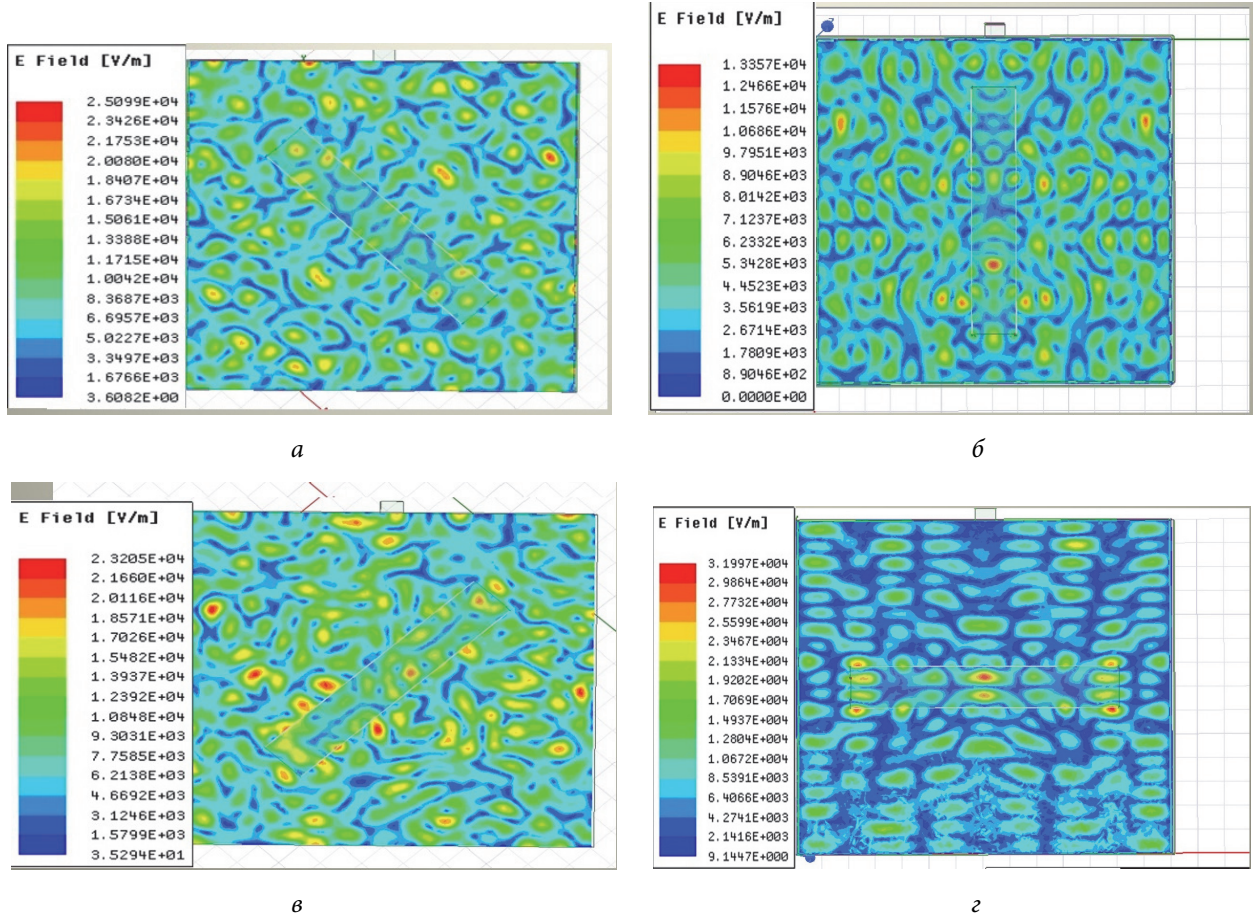 E Field [V/m]
2.5099E+04
2.3426E+04
2.1753E+04
2.0080E+04
1.8407E+04
1.6734E+04
1.5061E+04
1.3388E+04
1.1715E+04
1.0042E+04
8.3687E+03
6.6957E+03
5.0227E+03
3.3497E+03
1.6766E+03
3.6082E+00
а
E Field [V/m]
1.3357E+04
1.2466E+04
1.1576E+04
1.0686E+04
9.7951E+03
8.9046E+03
8.0142E+03
7.1237E+03
6.2332E+03
5.3428E+03
4.4523E+03
3.5619E+03
2.6714E+03
1.7809E+03
8.9046E+02
0.0000E+00
б
E Field [V/m]
2.3205E+04
2.1660E+04
2.0116E+04
1.8571E+04
1.7026E+04
1.5482E+04
1.3937E+04
1.2392E+04
1.0848E+04
9.3031E+03
7.7585E+03
6.2138E+03
4.6692E+03
3.1246E+03
1.5799E+03
3.5294E+01
в
E Field [V/m]
3.1997E+004
2.9864E+004
2.7732E+004
2.5599E+004
2.3467E+004
2.1334E+004
1.9202E+004
1.7069E+004
1.4937E+004
1.2804E+004
1.0672E+004
8.5391E+003
6.4066E+003
4.2741E+003
2.1416E+003
9.1447E+000
г